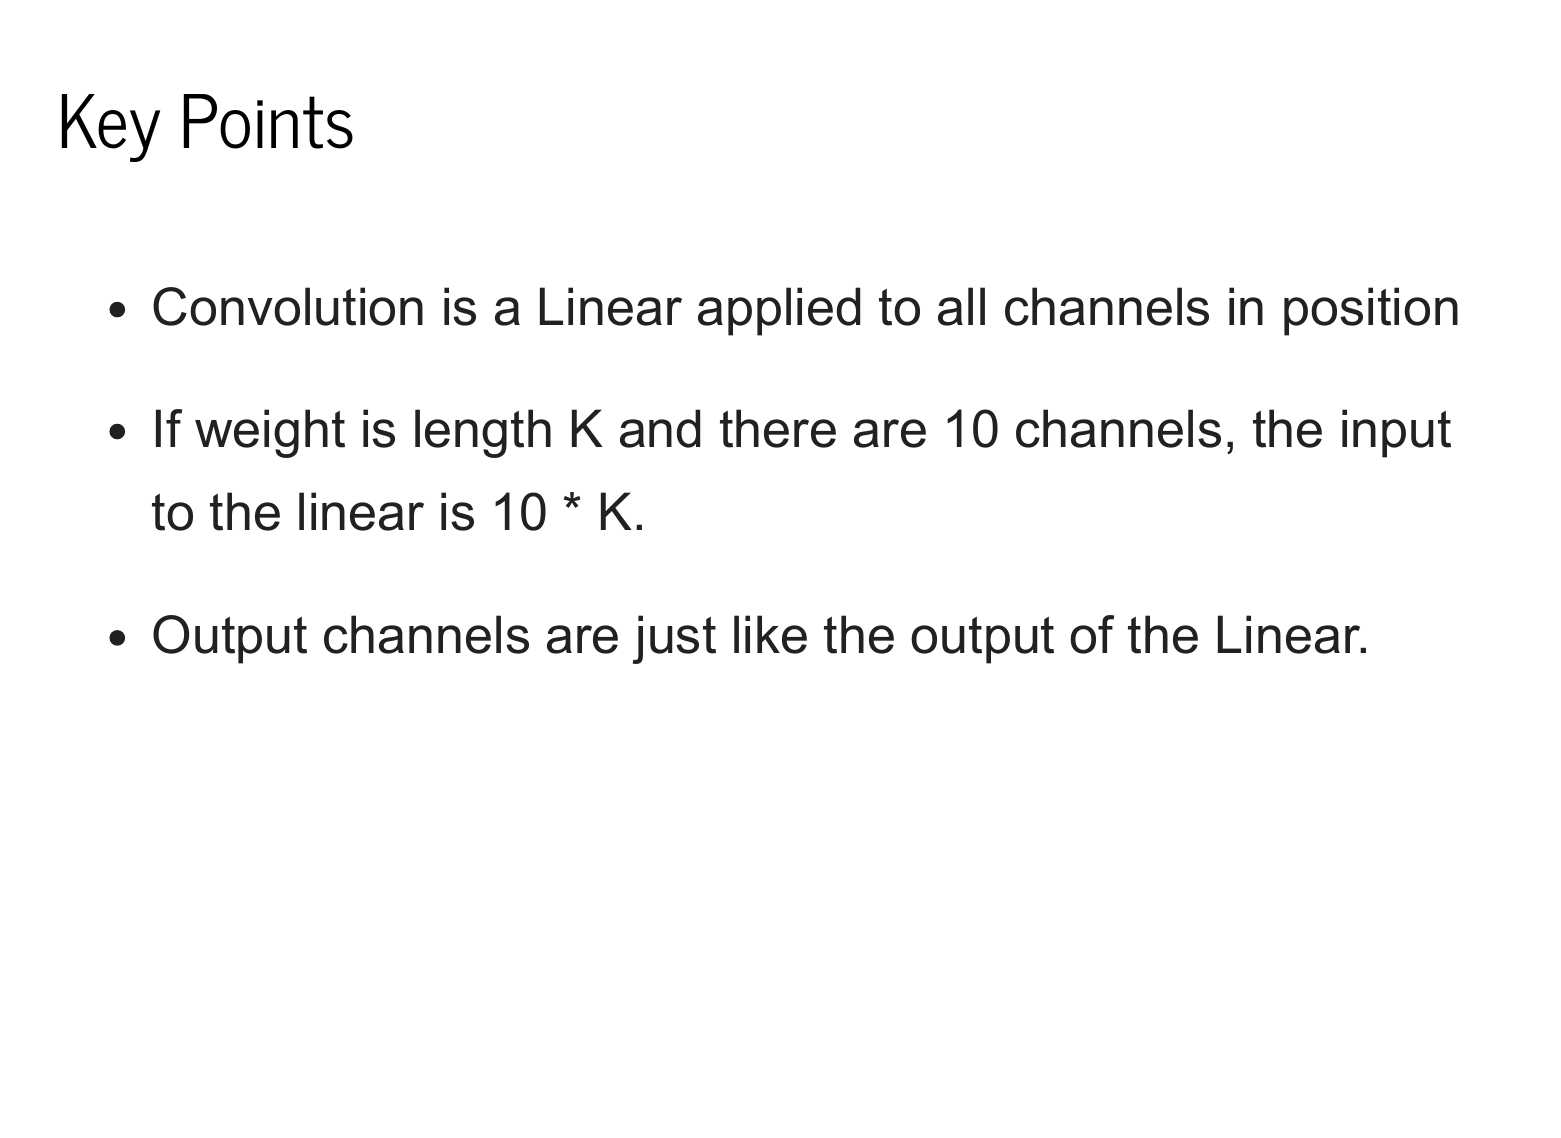 Key Points
• Convolution is a Linear applied to all channels in position
• If weight is length K and there are 10 channels, the input
to the linear is 10 * K.
• Output channels are just like the output of the Linear.